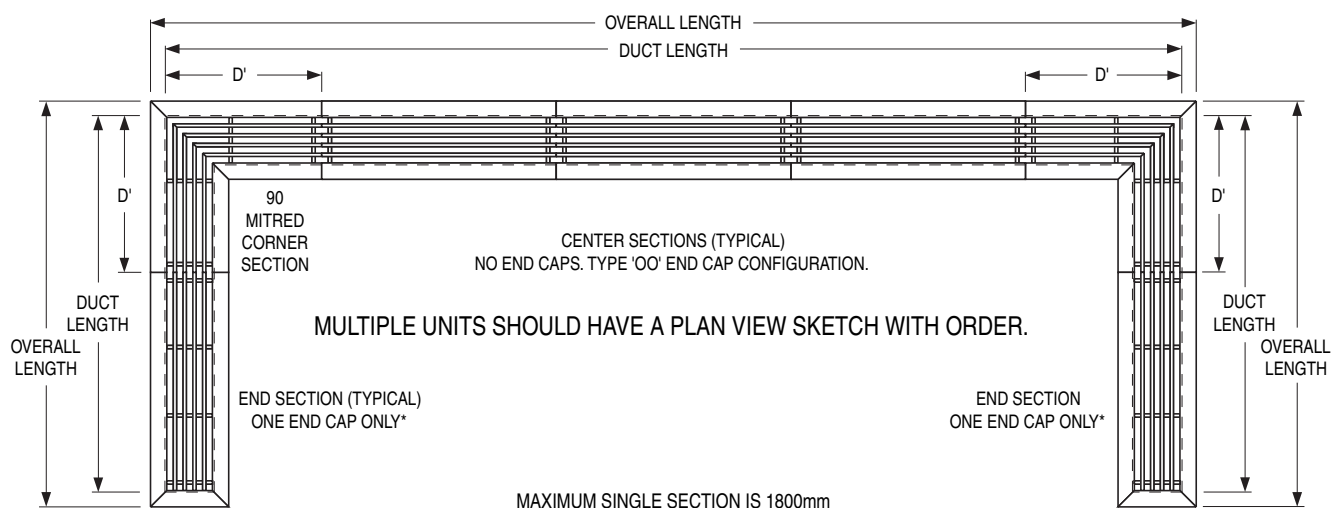 OVERALL LENGTH
DUCT LENGTH
D'
D'
D'
90
MITRED
CORNER
SECTION
CENTER SECTIONS (TYPICAL)
NO END CAPS. TYPE 'OO' END CAP CONFIGURATION.
D'
DUCT
LENGTH
OVERALL
LENGTH
MULTIPLE UNITS SHOULD HAVE A PLAN VIEW SKETCH WITH ORDER.
DUCT
LENGTH
OVERALL
LENGTH
END SECTION (TYPICAL)
ONE END CAP ONLY*
END SECTION
ONE END CAP ONLY*
MAXIMUM SINGLE SECTION IS 1800mm